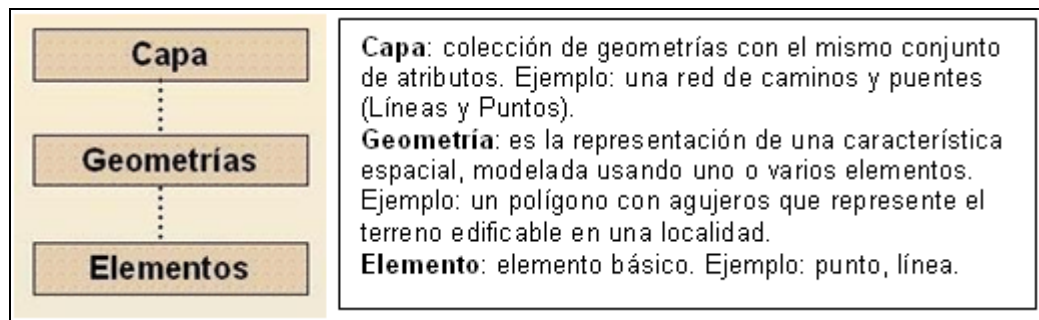 Capa
Geometrías
Elementos
Capa: colección de geometrías con el mismo conjunto
de atributos. Ejemplo: una red de caminos y puentes
(Líneas y Puntos).
Geometría: es la representación de una característica
espacial, modelada usando uno o varios elementos.
Ejemplo: un polígono con agujeros que represente el
terreno edificable en una localidad.
Elemento: elemento básico. Ejemplo: punto, línea.